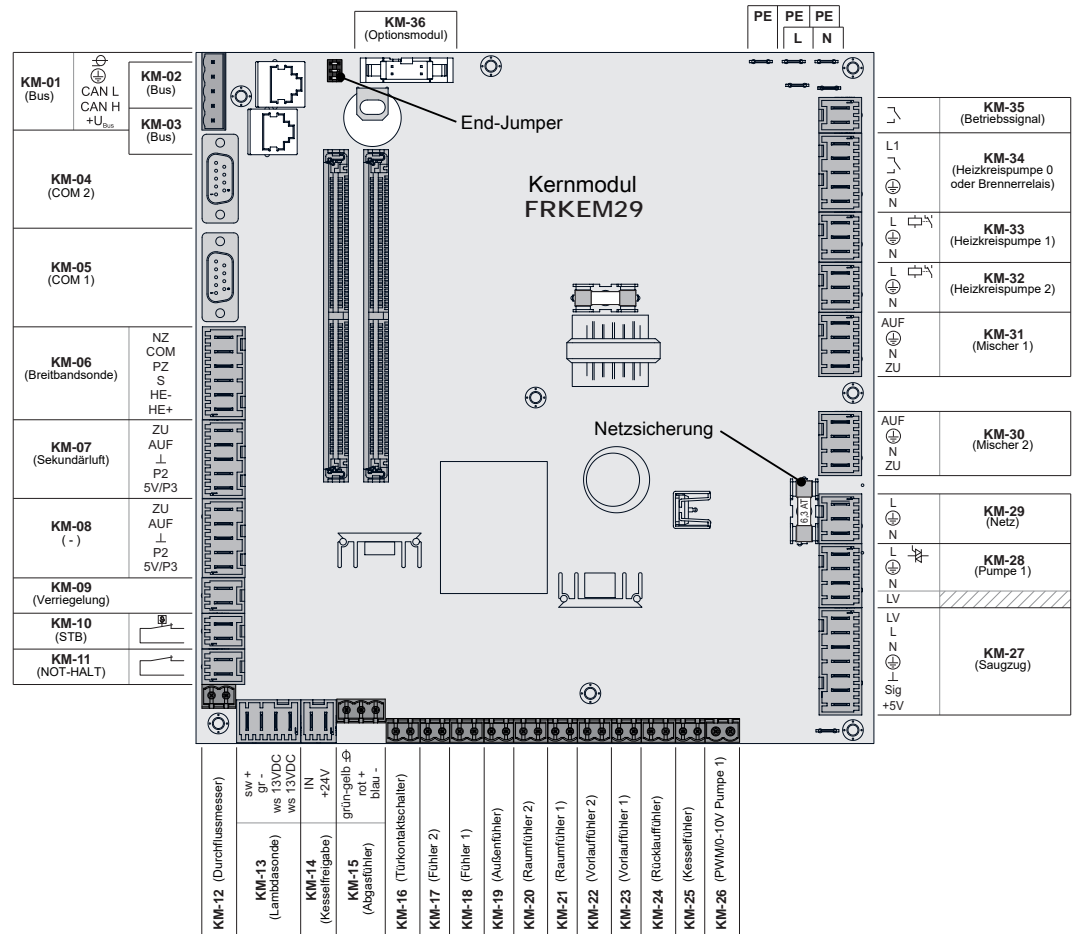 KM-36
(Optionsmodul)
PE PE PE
L N
KM-01
(Bus)
CAN L
CAN H
+U Bus
KM-02
(Bus)
KM-03
(Bus)
KM-04
(COM 2)
KM-05
(COM 1)
KM-06
(Breitbandsonde)
NZ
COM
PZ
S
HE-
HE+
KM-07
(Sekundärluft)
ZU
AUF
⊥
P2
5V/P3
KM-08
( - )
ZU
AUF
⊥
P2
5V/P3
KM-09
(Verriegelung)
KM-10
(STB)
KM-11
(NOT-HALT)
End-Jumper
Kernmodul
FRKEM29
Netzsicherung
6,3 AT
KM-35
(Betriebssignal)
L1
N
KM-34
(Heizkreispumpe 0
oder Brennerrelais)
L
N
KM-33
(Heizkreispumpe 1)
L
N
KM-32
(Heizkreispumpe 2)
AUF
N
ZU
KM-31
(Mischer 1)
AUF
N
ZU
KM-30
(Mischer 2)
L
N
KM-29
(Netz)
L
N
LV
KM-28
(Pumpe 1)
LV
L
N
⊥
Sig
+5V
KM-27
(Saugzug)
KM-12 (Durchflussmesser)
sw +
gr -
ws 13VDC
ws 13VDC
KM-13
(Lambdasonde)
IN
+24V
KM-14
(Kesselfreigabe)
grün-gelb
rot +
blau -
KM-15
(Abgasfühler)
KM-16 (Türkontaktschalter)
KM-17 (Fühler 2)
KM-18 (Fühler 1)
KM-19 (Außenfühler)
KM-20 (Raumfühler 2)
KM-21 (Raumfühler 1)
KM-22 (Vorlauffühler 2)
KM-23 (Vorlauffühler 1)
KM-24 (Rücklauffühler)
KM-25 (Kesselfühler)
KM-26 (PWM/0-10V Pumpe 1)